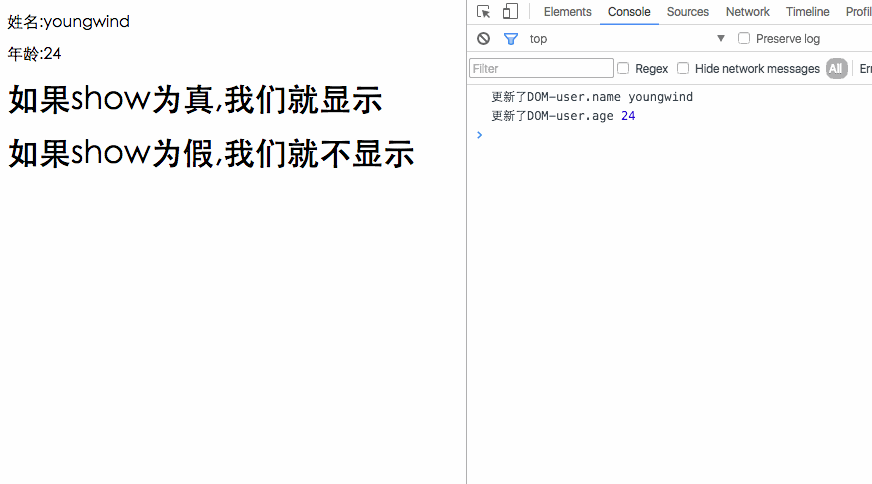 姓名:youngwind
年龄:24
如果show为真,我们就显示
如果show为假,我们就不显示
Elements Console Sources Network Timeline Profil
top Preserve log
Filter Regex Hide network messages All Err
更新了DOM-user.name youngwind
更新了DOM-user.age 24